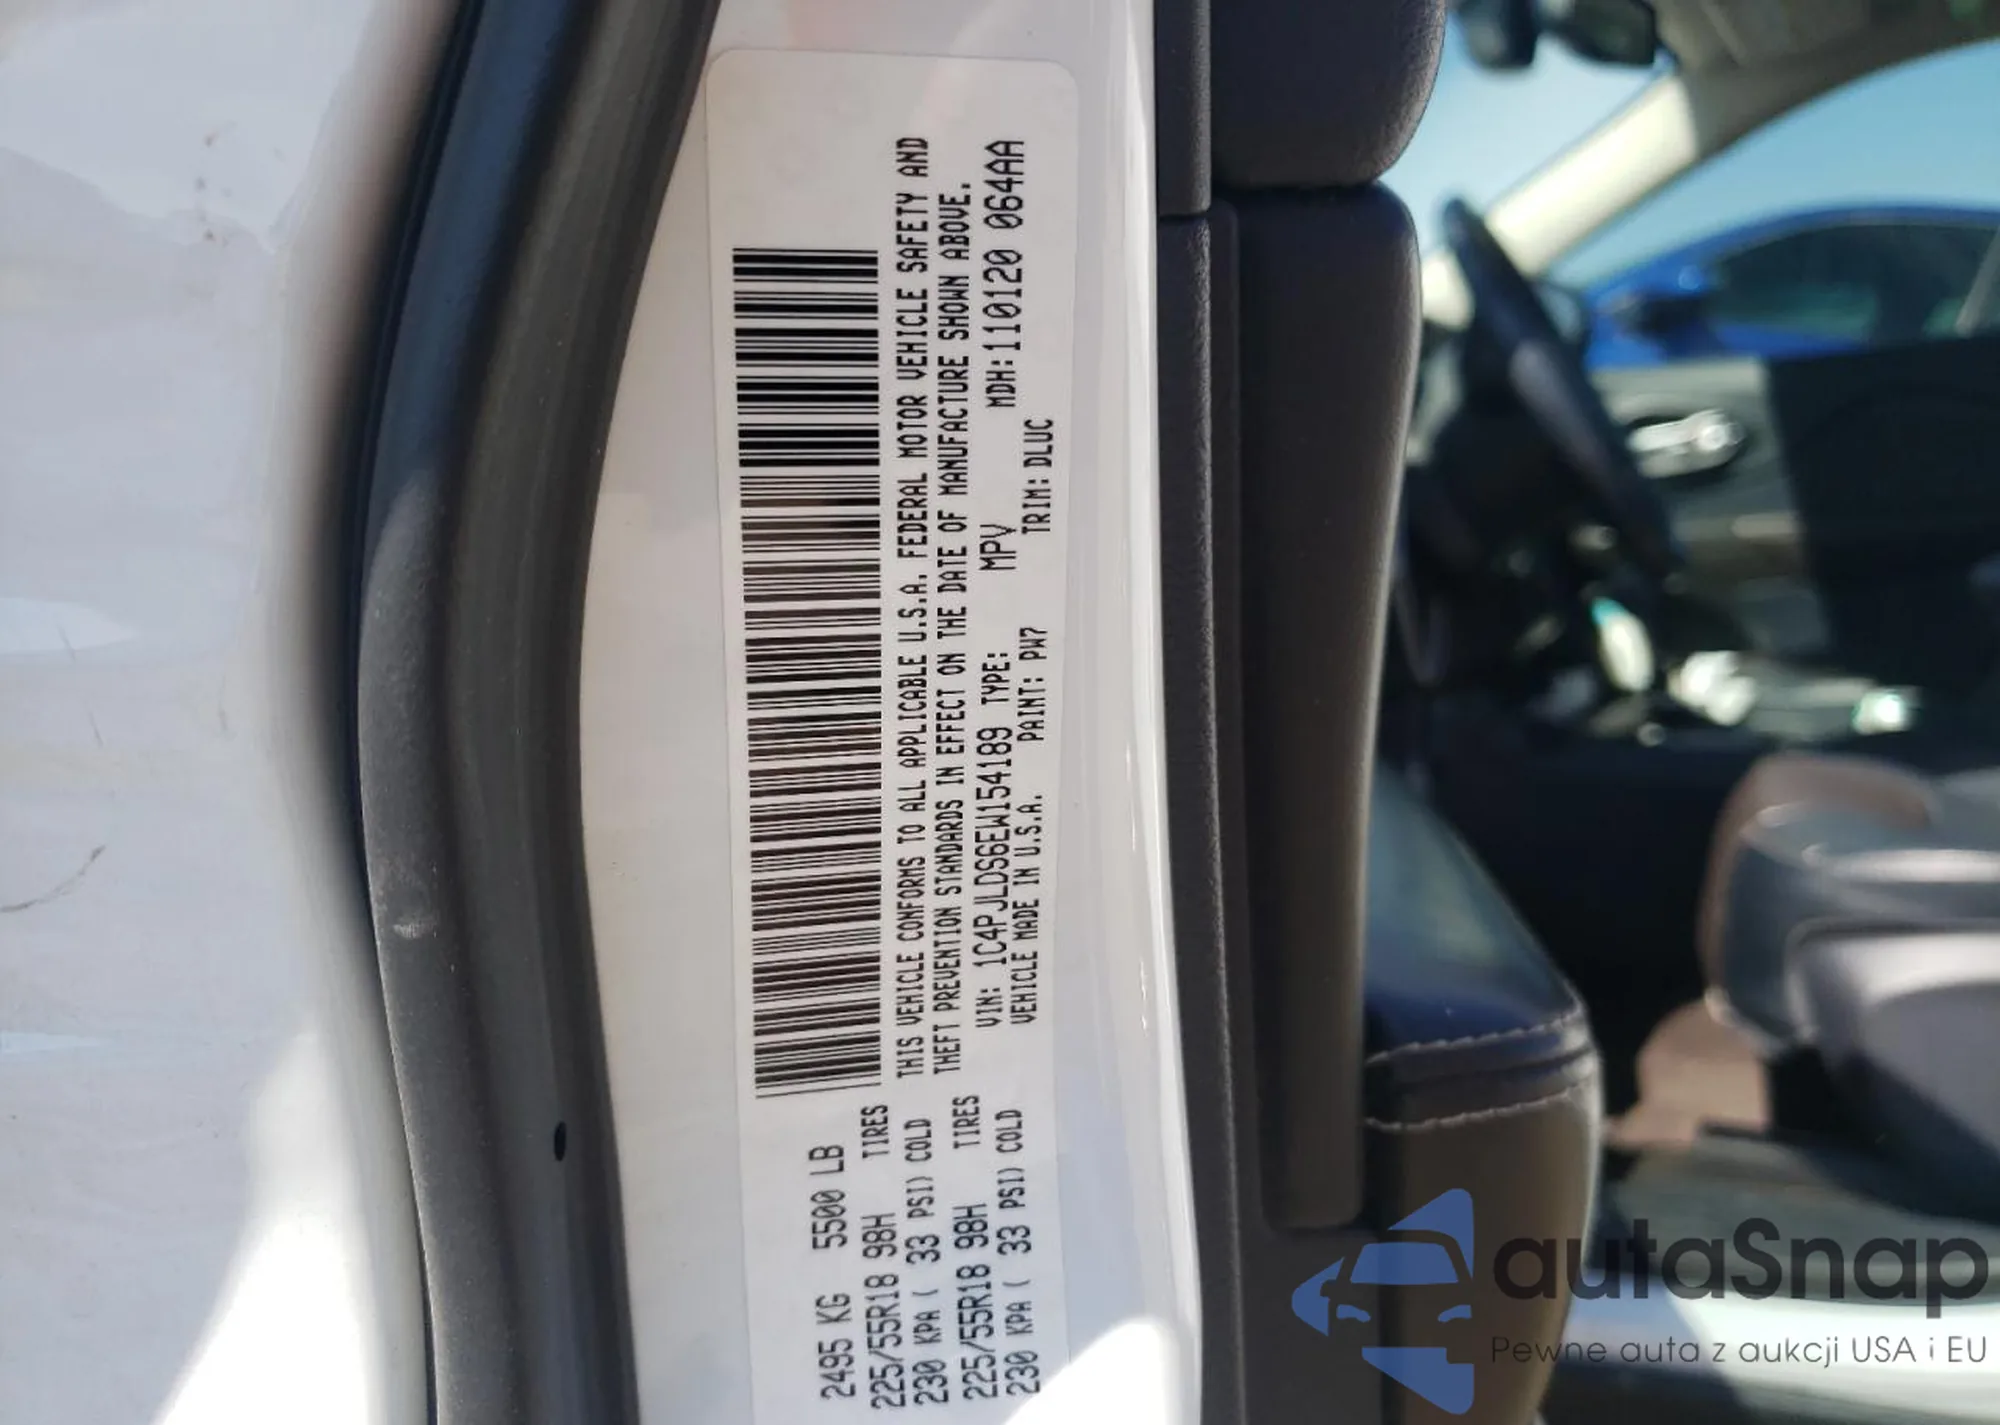 2495 KG 5500 LB
225/55R18 98H TIRES
230 KPA ( 33 PSI) COLD
225/55R18 98H TIRES
230 KPA ( 33 PSI) COLD
THIS VEHICLE CONFORMS TO ALL APPLICABLE U.S.A. FEDERAL MOTOR VEHICLE SAFETY AND
THEFT PREVENTION STANDARDS IN EFFECT ON THE DATE OF MANUFACTURE SHOWN ABOVE.
VIN: 1C4PJLDS6EW154189 TYPE: MPV MDH:110120 064AA
VEHICLE MADE IN U.S.A. PAINT: PW7 TRIM:DLUC
autaSnap
Pewne auta z aukcji USA i EU